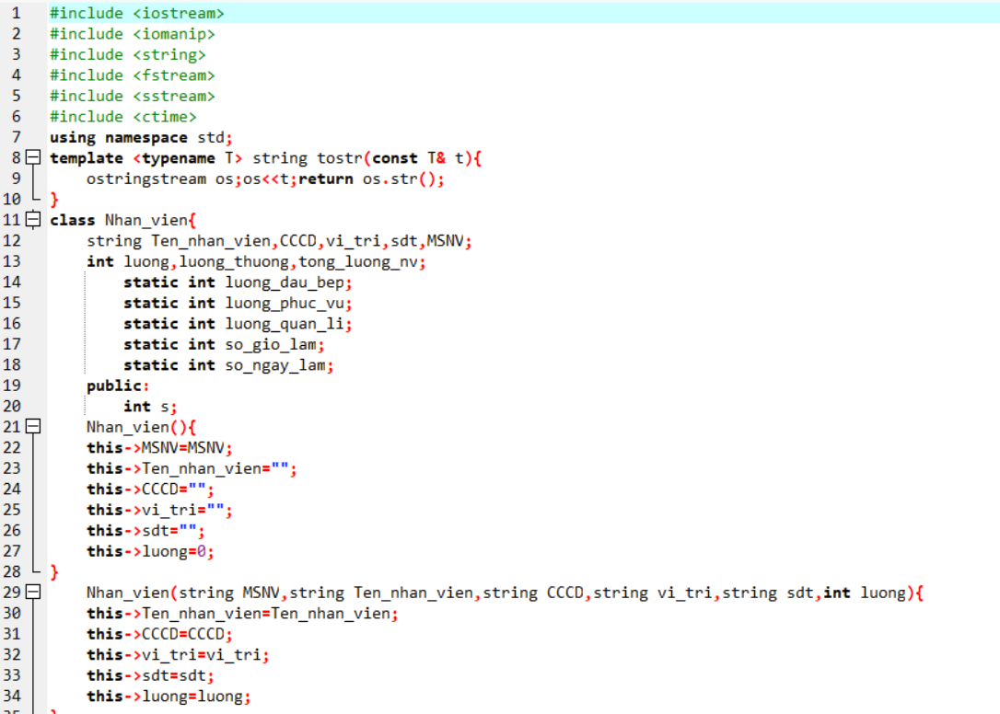 1 #include <iostream>
2 #include <iomanip>
3 #include <string>
4 #include <fstream>
5 #include <sstream>
6 #include <ctime>
7 using namespace std;
8 template <typename T> string tostr(const T& t){
9 ostringstream os;os<<t;return os.str();
10 }
11 class Nhan_vien{
12 string Ten_nhan_vien,CCCD,vi_tri,sdt,MSNV;
13 int luong,luong_thuong,tong_luong_nv;
14 static int luong_dau_bep;
15 static int luong_phuc_vu;
16 static int luong_quan_li;
17 static int so_gio_lam;
18 static int so_ngay_lam;
19 public:
20 int s;
21 Nhan_vien(){
22 this->MSNV=MSNV;
23 this->Ten_nhan_vien="";
24 this->CCCD="";
25 this->vi_tri="";
26 this->sdt="";
27 this->luong=0;
28 }
29 Nhan_vien(string MSNV,string Ten_nhan_vien,string CCCD,string vi_tri,string sdt,int luong){
30 this->Ten_nhan_vien=Ten_nhan_vien;
31 this->CCCD=CCCD;
32 this->vi_tri=vi_tri;
33 this->sdt=sdt;
34 this->luong=luong;